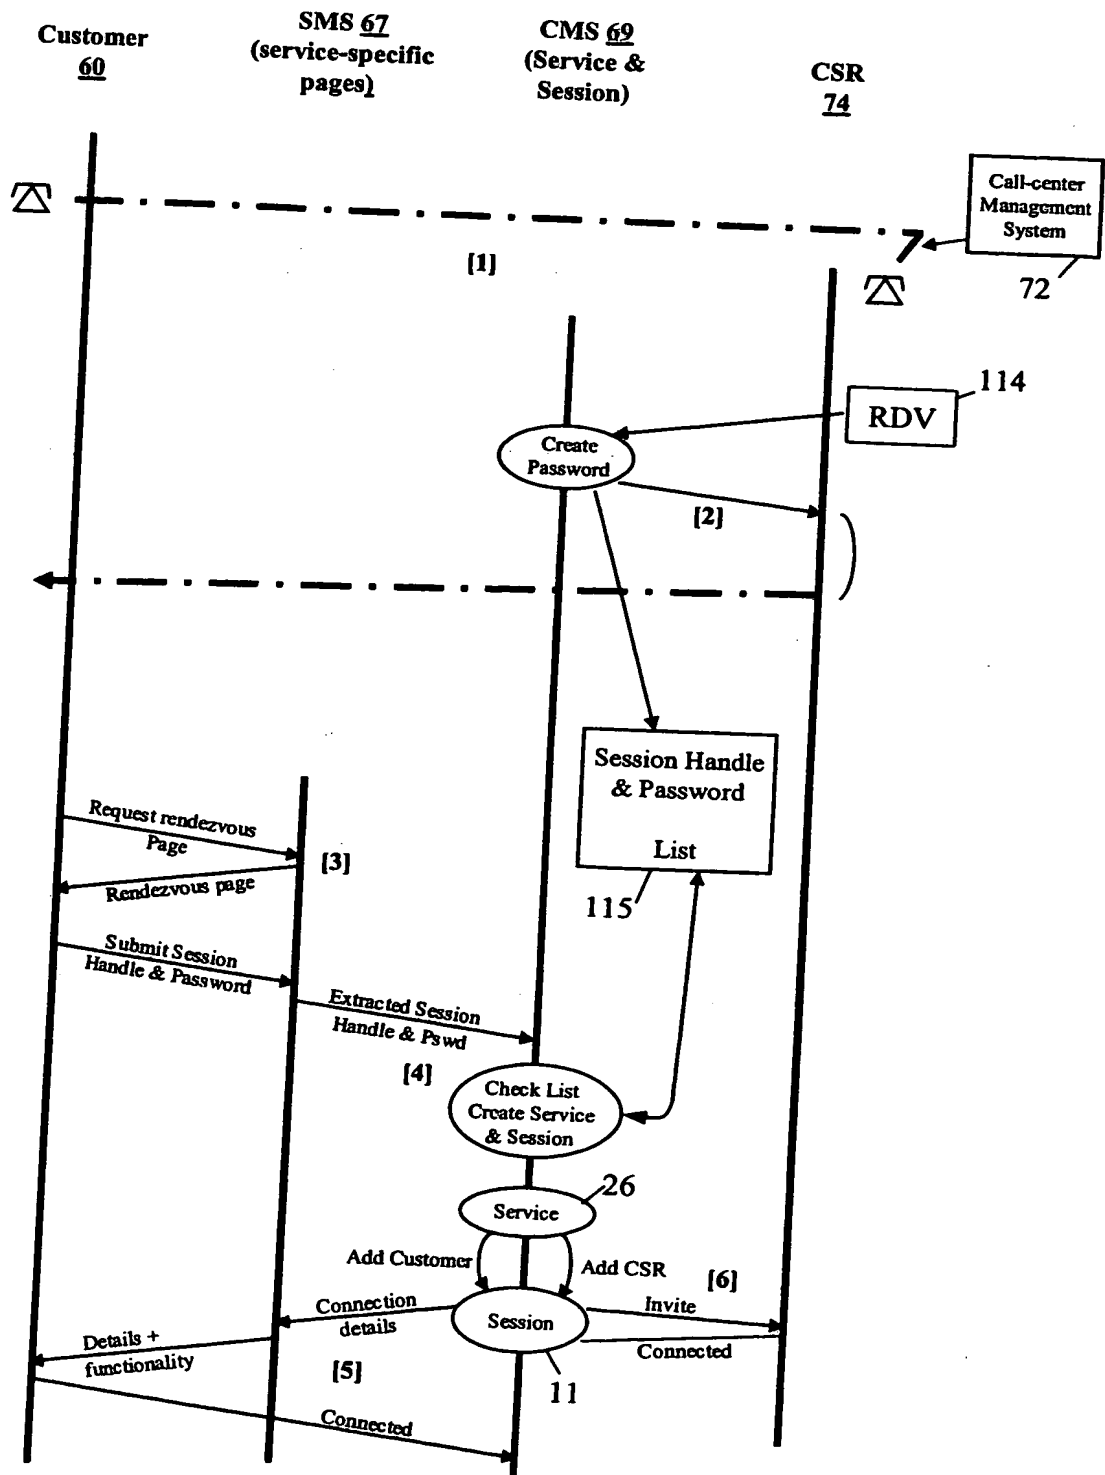 Customer
60
SMS 67
(service-specific
pages)
CMS 69
(Service &
Session)
CSR
74
Call-center
Management
System
72
[1]
114
RDV
Create
Password
[2]
Session Handle
& Password
List
115
Request rendezvous
Page
[3]
Rendezvous page
Submit Session
Handle & Password
Extracted Session
Handle & Pswd
[4]
Check List
Create Service
& Session
26
Service
Add Customer
Add CSR
[6]
Connection
details
Session
Invite
Connected
Details +
functionality
[5]
11
Connected